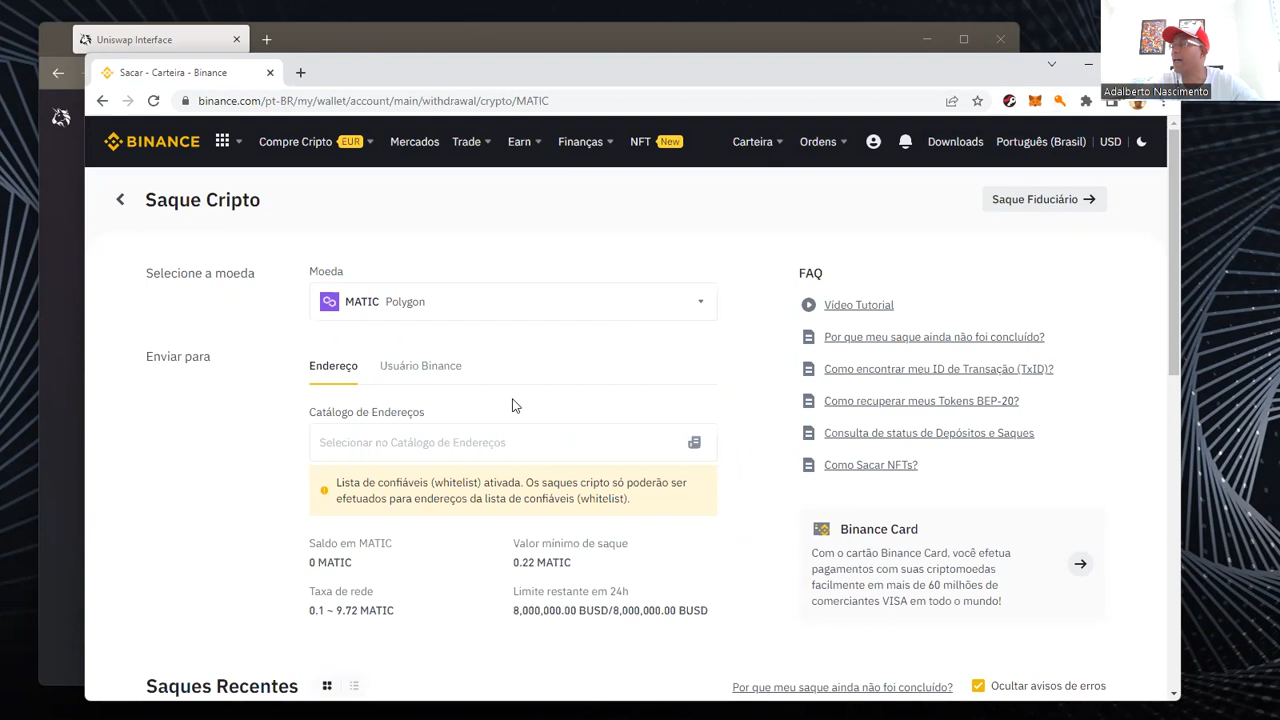 Uniswap Interface
Sacar - Carteira - Binance
Adalberto Nascimento
binance.com/pt-BR/my/wallet/account/main/withdrawal/crypto/MATIC
BINANCE
Compre Cripto EUR
Mercados
Trade
Earn
Finanças
NFT New
Carteira
Ordens
Downloads
Português (Brasil)
USD
Saque Cripto
Saque Fiduciário
Selecione a moeda
Moeda
MATIC Polygon
Enviar para
Endereço
Usuário Binance
Catálogo de Endereços
Selecionar no Catálogo de Endereços
Lista de confiáveis (whitelist) ativada. Os saques cripto só poderão ser
efetuados para endereços da lista de confiáveis (whitelist).
Saldo em MATIC
0 MATIC
Valor mínimo de saque
0.22 MATIC
Taxa de rede
0.1 ~ 9.72 MATIC
Limite restante em 24h
8,000,000.00 BUSD/8,000,000.00 BUSD
FAQ
Vídeo Tutorial
Por que meu saque ainda não foi concluído?
Como encontrar meu ID de Transação (TxID)?
Como recuperar meus Tokens BEP-20?
Consulta de status de Depósitos e Saques
Como Sacar NFTs?
Binance Card
Com o cartão Binance Card, você efetua
pagamentos com suas criptomoedas
facilmente em mais de 60 milhões de
comerciantes VISA em todo o mundo!
Saques Recentes
Por que meu saque ainda não foi concluído?
Ocultar avisos de erros